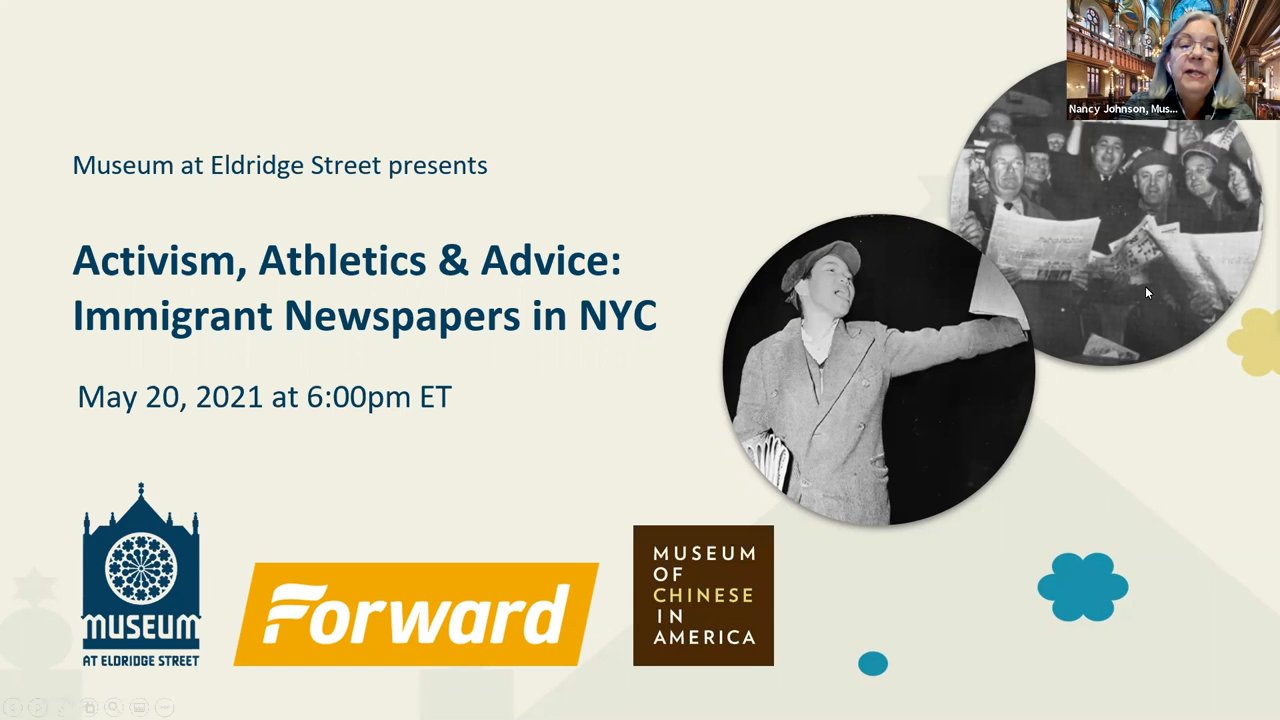 Nancy Johnson, Mus...
Museum at Eldridge Street presents
Activism, Athletics & Advice:
Immigrant Newspapers in NYC
May 20, 2021 at 6:00pm ET
MUSEUM
AT ELDRIDGE STREET
Forward
MUSEUM
OF
CHINESE
IN
AMERICA